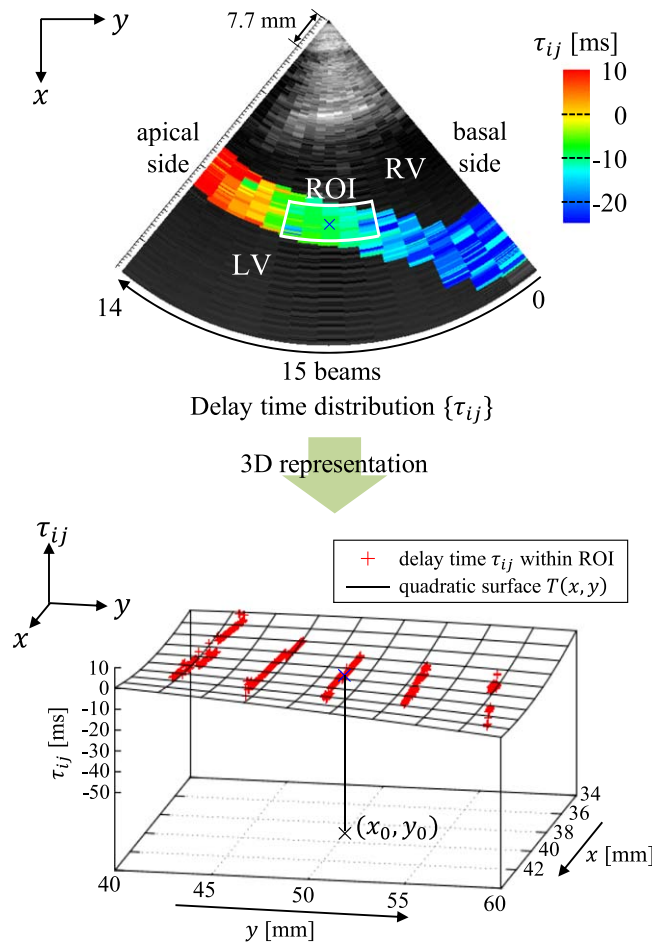 y
x
7.7 mm
τij [ms]
10
0
-10
-20
apical side
basal side
RV
ROI
LV
14
0
15 beams
Delay time distribution {τij}
3D representation
τij
y
x
+ delay time τij within ROI
quadratic surface T(x, y)
10
0
-10
-20
-30
-40
-50
τij [ms]
(x0, y0)
34
36
38
40
42
x [mm]
40
45
50
55
60
y [mm]